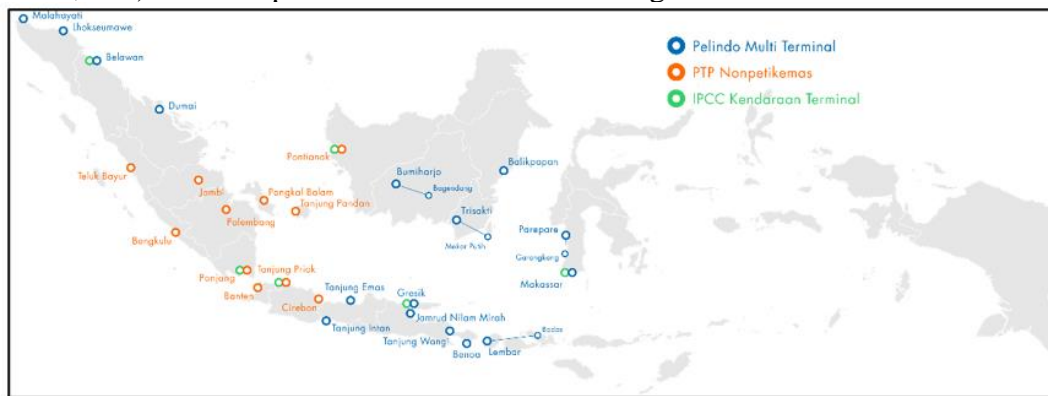 Malahayati
Lhokseumawe
Belawan
Dumai
Pelindo Multi Terminal
PTP Nonpetikemas
IPCC Kendaraan Terminal
Pontianak
Teluk Bayur
Jambi
Pangkal Balam
Tanjung Pandan
Palembang
Bengkulu
Bumiharjo
Bagendang
Balikpapan
Trisakti
Mekar Putih
Parepare
Garongkong
Makassar
Panjang
Tanjung Priok
Banten
Cirebon
Tanjung Emas
Gresik
Tanjung Intan
Jamrud Nilam Mirah
Tanjung Wangi
Benoa
Lembar
Badas